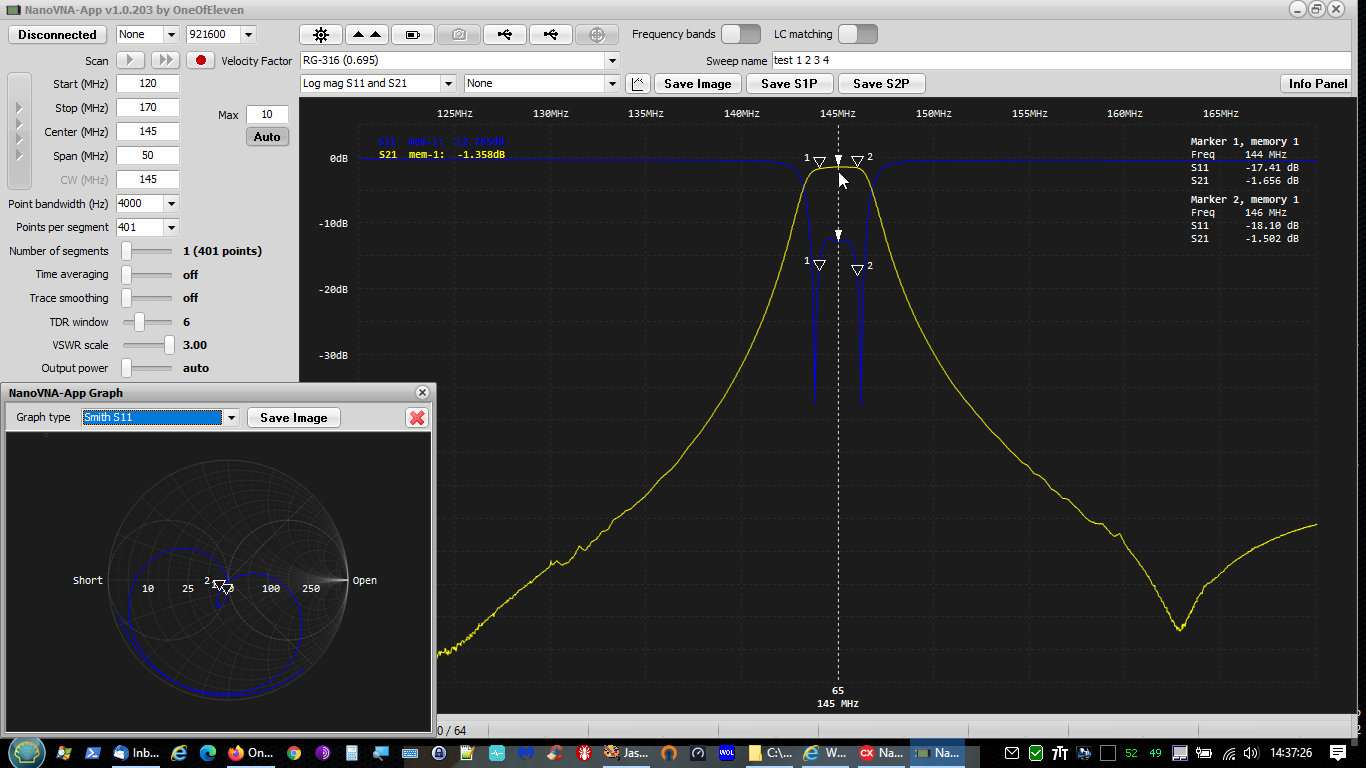 NanoVNA-App v1.0.203 by OneOfEleven
Disconnected None 921600 Frequency bands LC matching
Scan Velocity Factor RG-316 (0.695) Sweep name test 1 2 3 4
Start (MHz) 120 Log mag S11 and S21 None Save Image Save S1P Save S2P Info Panel
Stop (MHz) 170 Max 10
Center (MHz) 145 Auto
Span (MHz) 50
CW (MHz) 145
Point bandwidth (Hz) 4000
Points per segment 401
Number of segments 1 (401 points)
Time averaging off
Trace smoothing off
TDR window 6
VSWR scale 3.00
Output power auto
125MHz 130MHz 135MHz 140MHz 145MHz 150MHz 155MHz 160MHz 165MHz
S11 mem-1:
S21 mem-1: -1.358dB
0dB
-10dB
-20dB
-30dB
1 2
1 2
Marker 1, memory 1
Freq 144 MHz
S11 -17.41 dB
S21 -1.656 dB
Marker 2, memory 1
Freq 146 MHz
S11 -18.10 dB
S21 -1.502 dB
65
145 MHz
NanoVNA-App Graph
Graph type Smith S11 Save Image
Short 10 25 2 100 250 Open
0 / 64
Inb... On... Jas... WOL C:\... W... CX Na... Na... 52 49 14:37:26